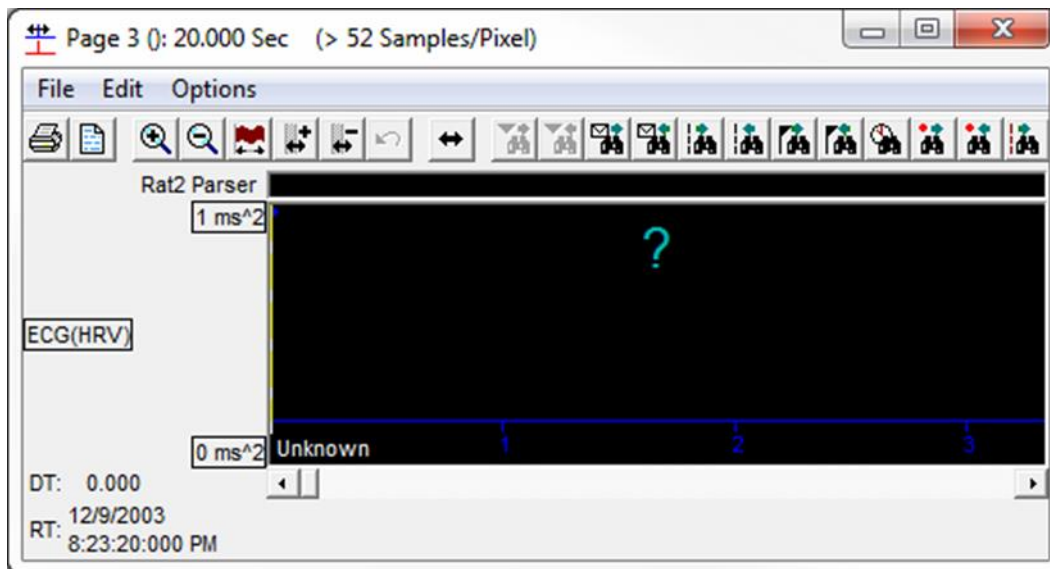 Page 3 (): 20.000 Sec (> 52 Samples/Pixel)
File Edit Options
Rat2 Parser
1 ms^2
?
ECG(HRV)
0 ms^2
Unknown
1 2 3
DT: 0.000
RT: 12/9/2003
8:23:20:000 PM